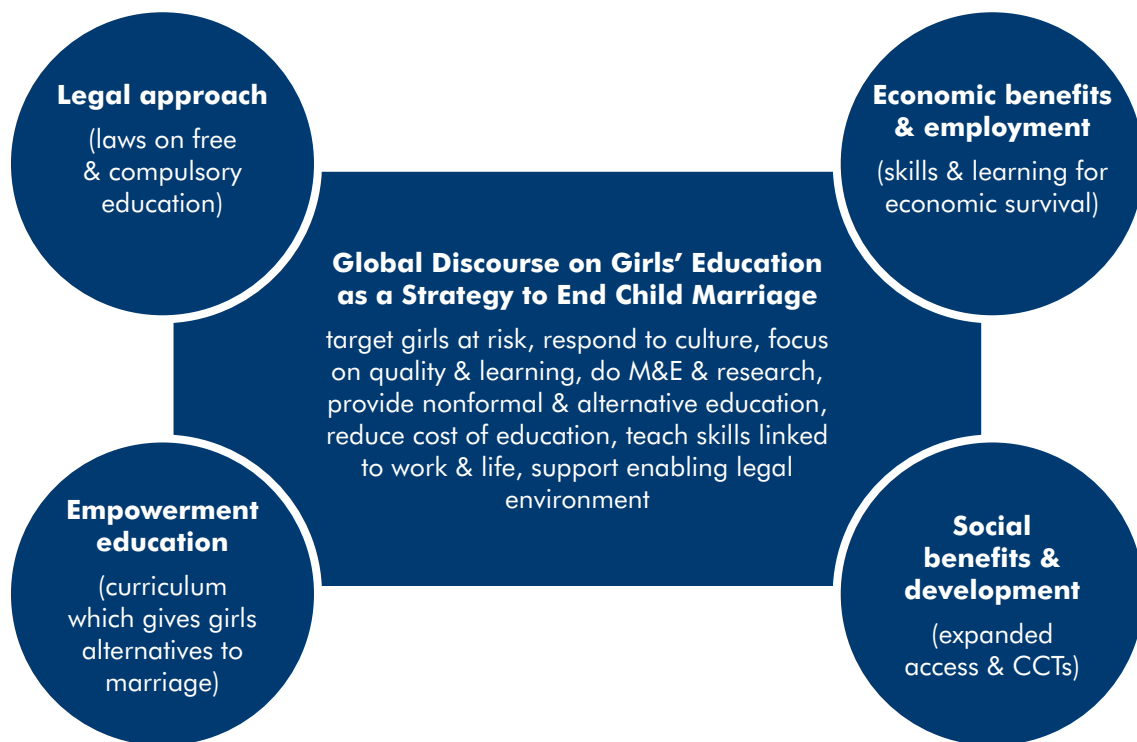 Legal approach
(laws on free
& compulsory
education)
Economic benefits
& employment
(skills & learning for
economic survival)
Global Discourse on Girls’ Education
as a Strategy to End Child Marriage
target girls at risk, respond to culture, focus
on quality & learning, do M&E & research,
provide nonformal & alternative education,
reduce cost of education, teach skills linked
to work & life, support enabling legal
environment
Empowerment
education
(curriculum
which gives girls
alternatives to
marriage)
Social
benefits &
development
(expanded
access & CCTs)